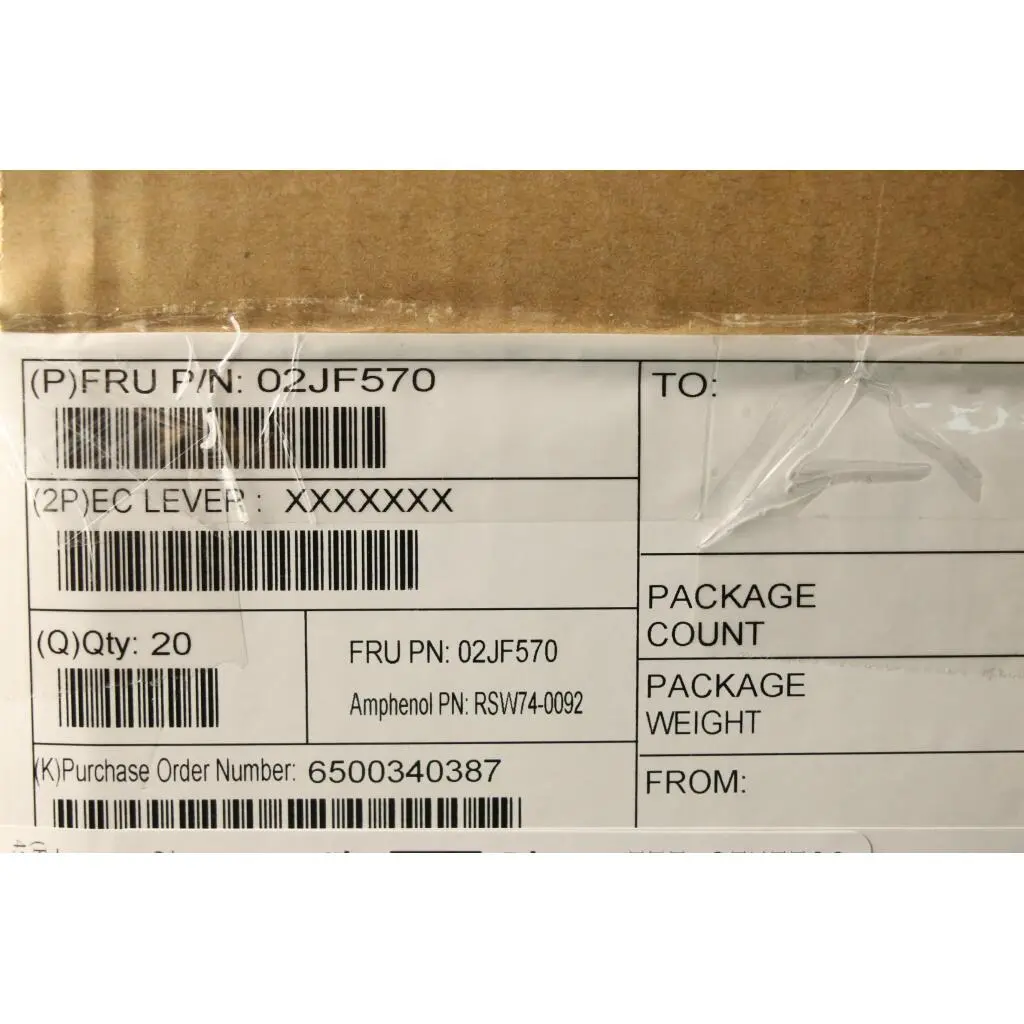 (P)FRU P/N: 02JF570
(2P)EC LEVER : XXXXXXX
(Q)Qty: 20
FRU PN: 02JF570
Amphenol PN: RSW74-0092
(K)Purchase Order Number: 6500340387
TO:
PACKAGE
COUNT
PACKAGE
WEIGHT
FROM: